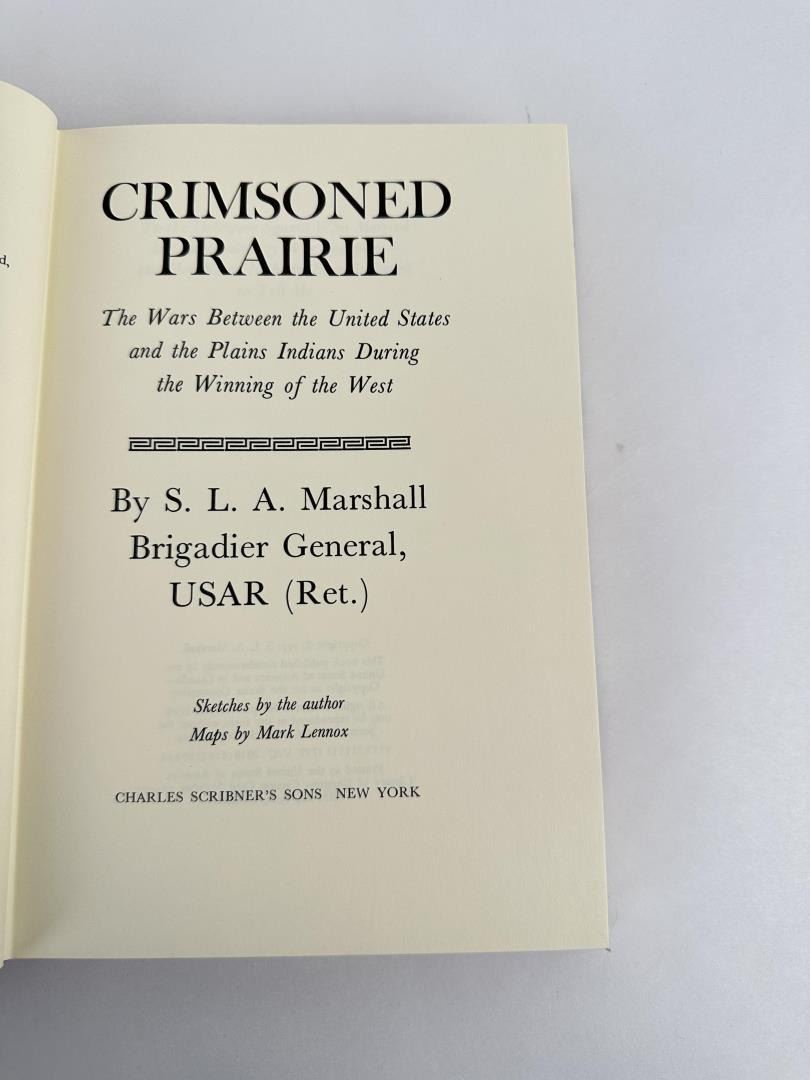 d,
CRIMSONED
PRAIRIE
The Wars Between the United States
and the Plains Indians During
the Winning of the West
By S. L. A. Marshall
Brigadier General,
USAR (Ret.)
Sketches by the author
Maps by Mark Lennox
CHARLES SCRIBNER'S SONS NEW YORK